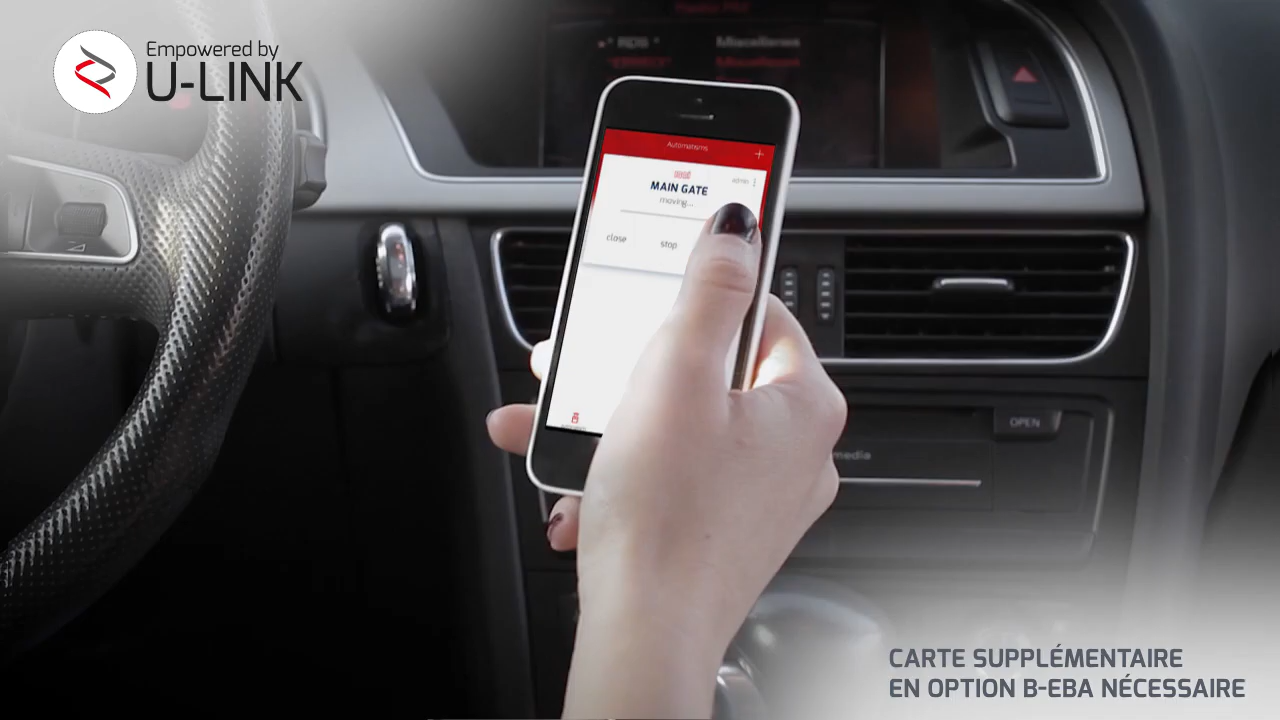 Empowered by
U-LINK
Automatisms
admin
MAIN GATE
moving...
close
stop
OPEN
media
CARTE SUPPLÉMENTAIRE
EN OPTION B-EBA NÉCESSAIRE